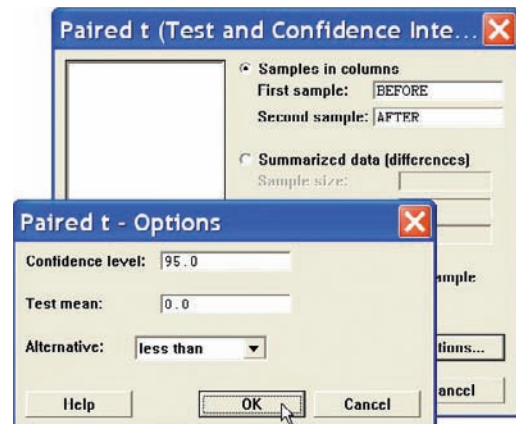 Paired t (Test and Confidence Inte...
Samples in columns
First sample: BEFORE
Second sample: AFTER
Summarized data (differences)
Sample size:
Paired t - Options
Confidence level: 95.0
Test mean: 0.0
Alternative: less than
Help
OK
Cancel
ample
tions...
ancel